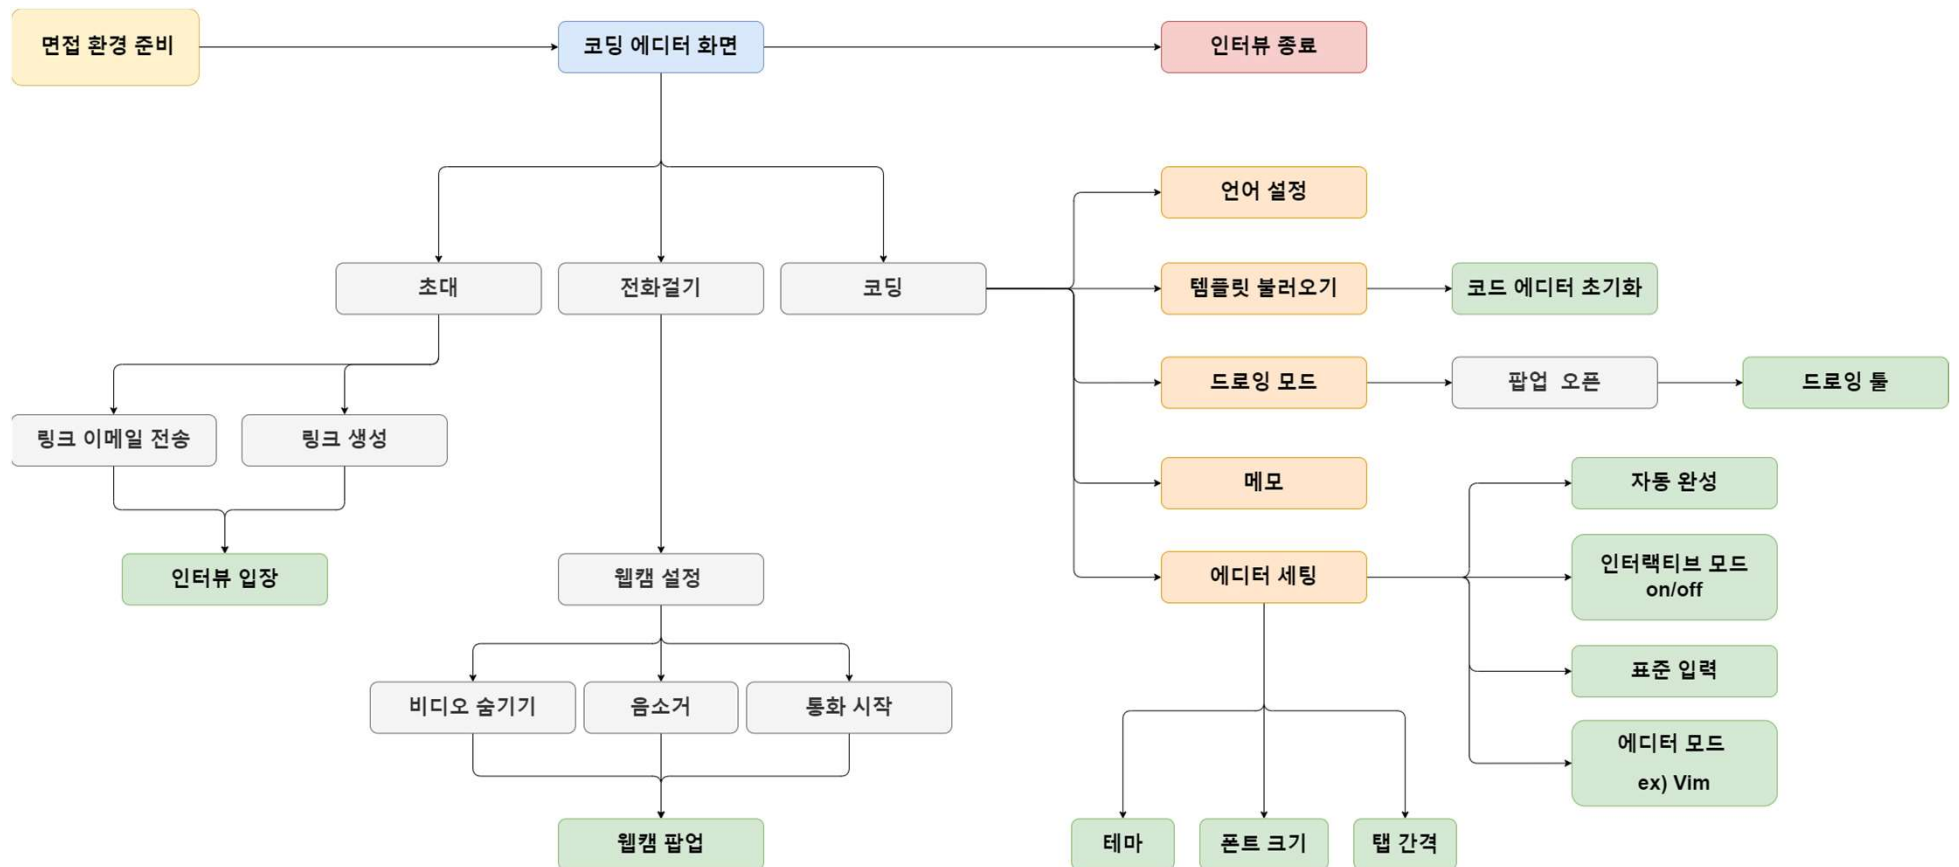 면접 환경 준비
코딩 에디터 화면
인터뷰 종료
언어 설정
초대
전화걸기
코딩
템플릿 불러오기
코드 에디터 초기화
드로잉 모드
팝업 오픈
드로잉 툴
링크 이메일 전송
링크 생성
메모
자동 완성
인터뷰 입장
웹캠 설정
에디터 세팅
인터랙티브 모드
on/off
표준 입력
비디오 숨기기
음소거
통화 시작
에디터 모드
ex) Vim
웹캠 팝업
테마
폰트 크기
탭 간격